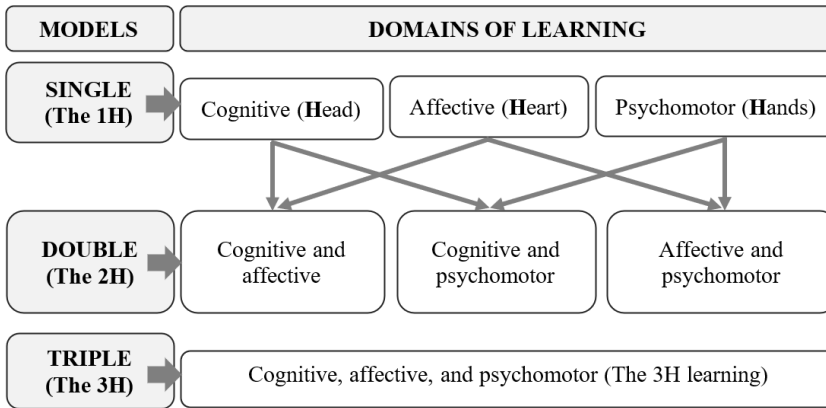 MODELS
DOMAINS OF LEARNING
SINGLE
(The 1H)
Cognitive (Head)
Affective (Heart)
Psychomotor (Hands)
DOUBLE
(The 2H)
Cognitive and
affective
Cognitive and
psychomotor
Affective and
psychomotor
TRIPLE
(The 3H)
Cognitive, affective, and psychomotor (The 3H learning)